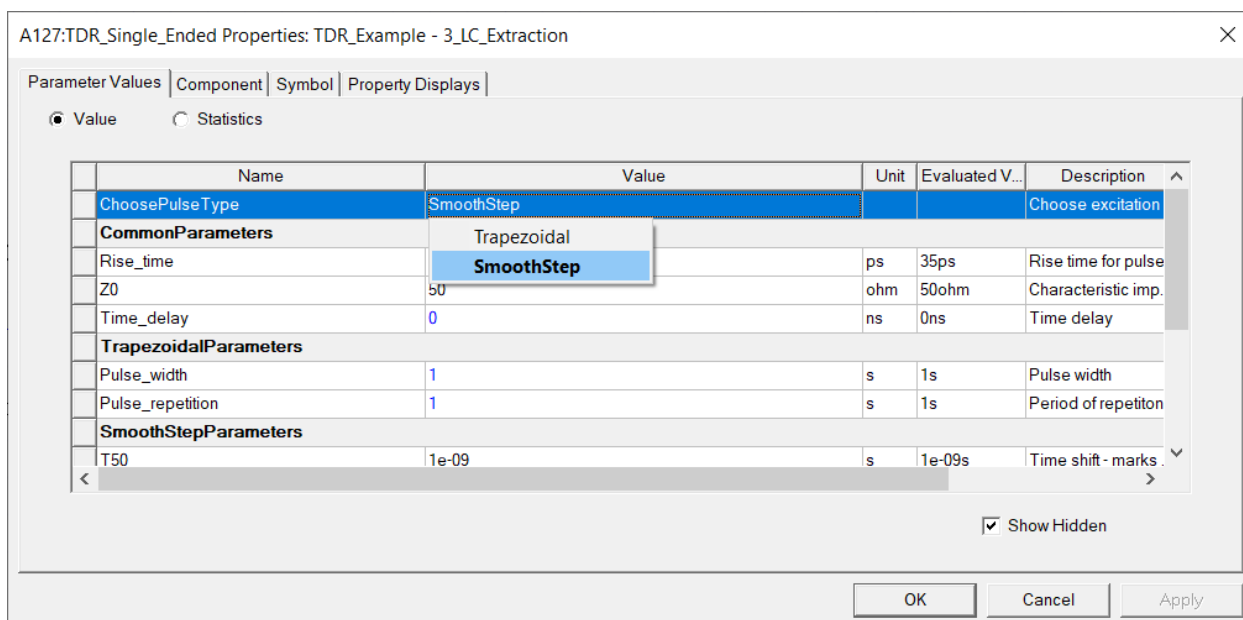 A127:TDR_Single_Ended Properties: TDR_Example - 3_LC_Extraction
Parameter Values Component Symbol Property Displays
Value Statistics
Name Value Unit Evaluated V... Description
ChoosePulseType SmoothStep Choose excitation
CommonParameters
Trapezoidal
Rise_time ps 35ps Rise time for pulse
SmoothStep
Z0 50 ohm 50ohm Characteristic imp.
Time_delay 0 ns 0ns Time delay
TrapezoidalParameters
Pulse_width 1 s 1s Pulse width
Pulse_repetition 1 s 1s Period of repetiton
SmoothStepParameters
T50 1e-09 s 1e-09s Time shift - marks .
Show Hidden
OK Cancel Apply